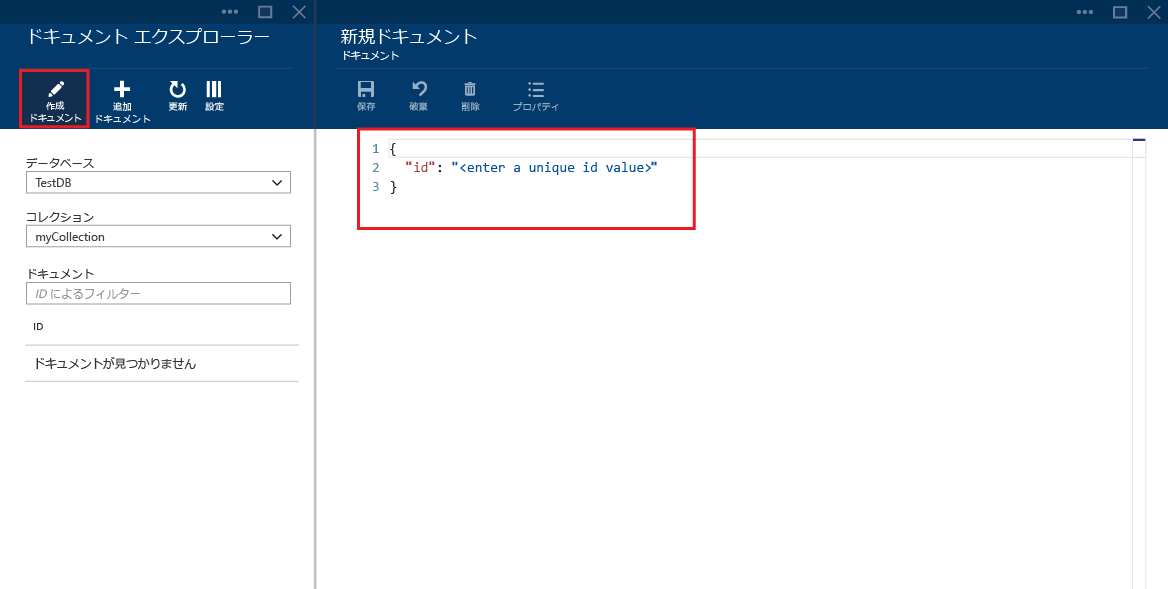 ドキュメント エクスプローラー
作成
ドキュメント
追加
ドキュメント
更新
設定
データベース
TestDB
コレクション
myCollection
ドキュメント
ID によるフィルター
ID
ドキュメントが見つかりません
新規ドキュメント
ドキュメント
保存
破棄
削除
プロパティ
1 {
2 "id": "<enter a unique id value>"
3 }